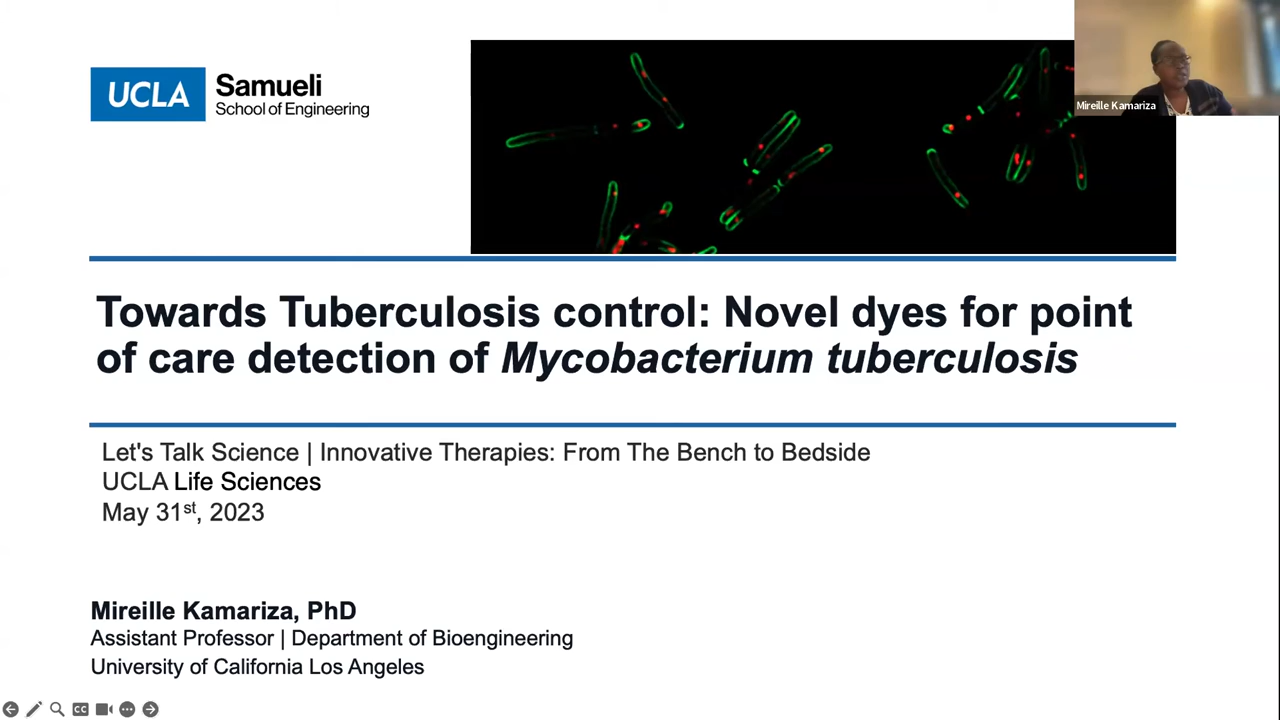 UCLA
Samueli
School of Engineering
Mireille Kamariza
Towards Tuberculosis control: Novel dyes for point
of care detection of Mycobacterium tuberculosis
Let's Talk Science | Innovative Therapies: From The Bench to Bedside
UCLA Life Sciences
May 31st, 2023
Mireille Kamariza, PhD
Assistant Professor | Department of Bioengineering
University of California Los Angeles
CC